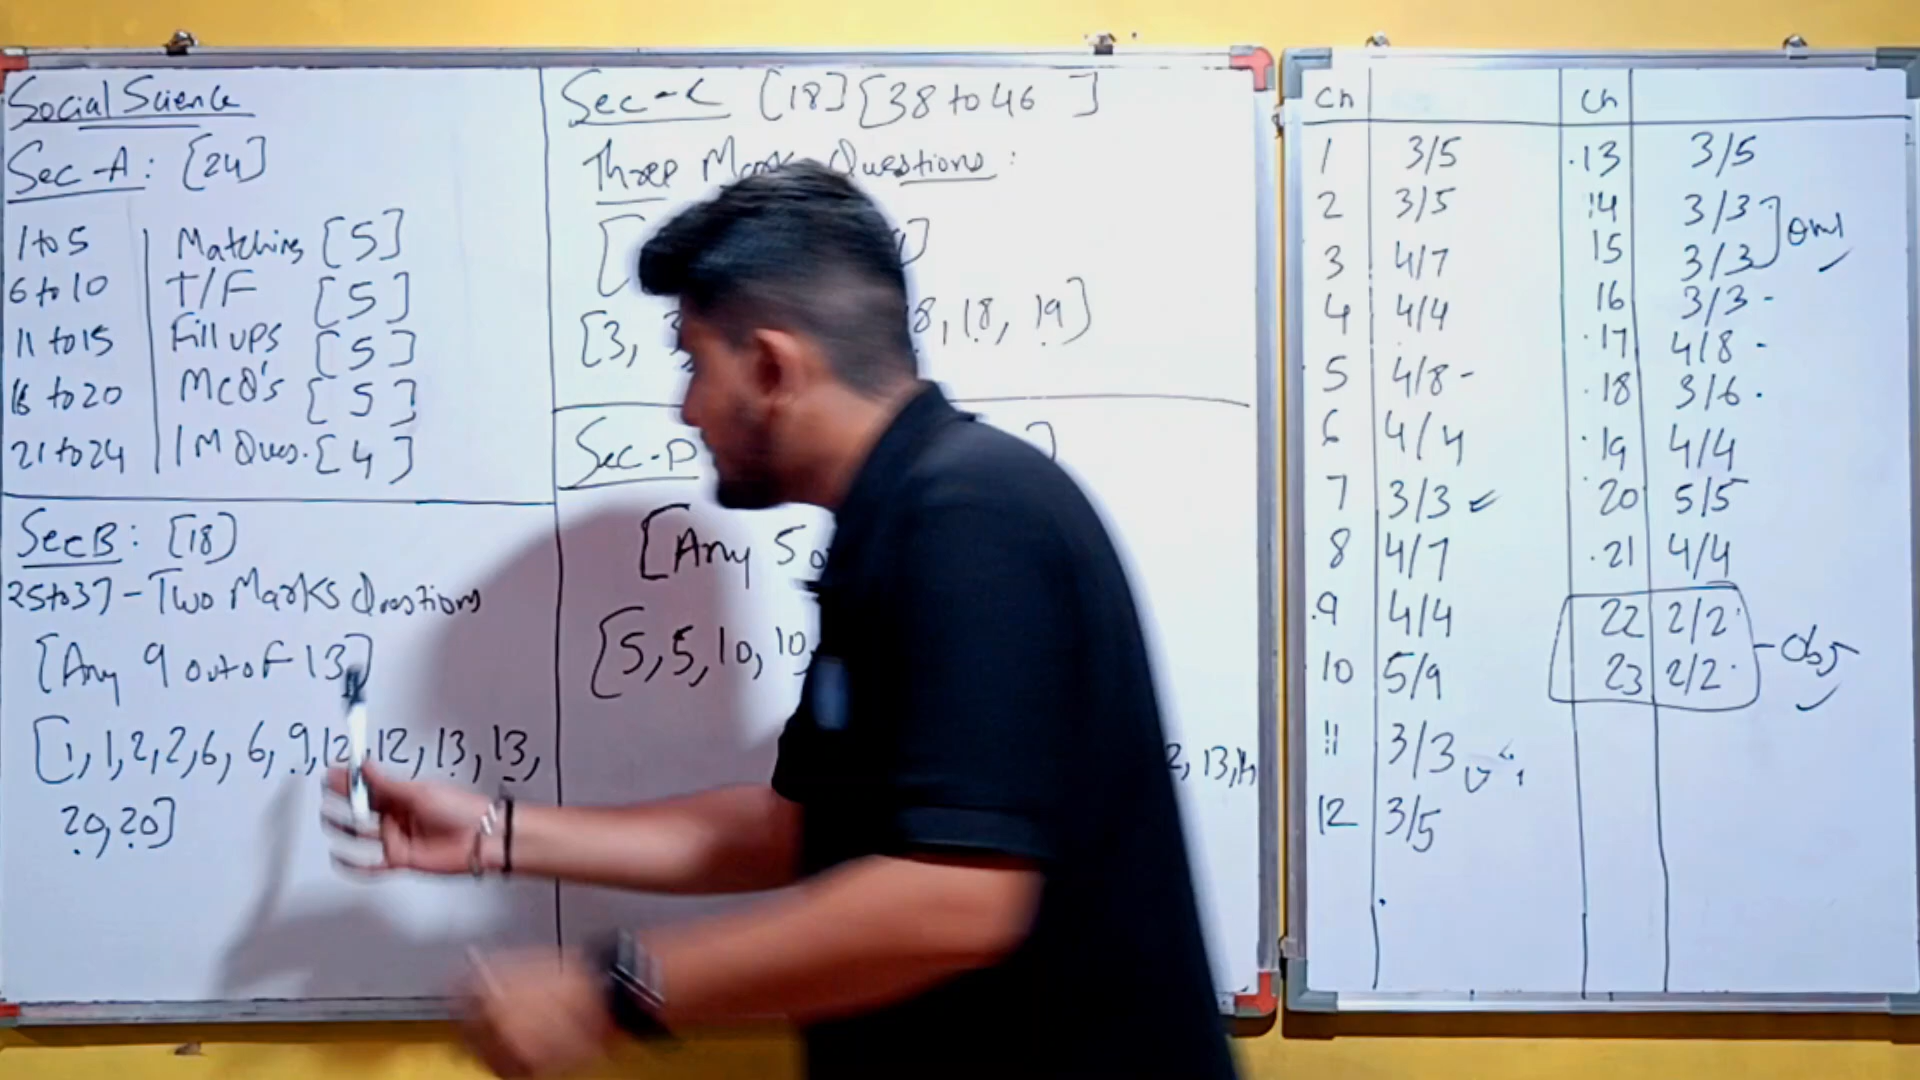 Social Science
Sec-A: [24]
1 to 5 Matching [5]
6 to 10 T/F [5]
11 to 15 Fill ups [5]
16 to 20 MCQ's [5]
21 to 24 1M Ques. [4]
Sec B: [18]
25 to 37 - Two Marks Questions
[Any 9 out of 13]
[1, 1, 2, 2, 6, 6, 9, 12, 12, 13, 13,
20, 20]
Sec-C [18] [38 to 46 ]
Three Marks Questions:
[3, 18, 19]
Sec-D
[Any 5
[5, 5, 10, 10,
13, 14
Ch Ch
1 3/5 13 3/5
2 3/5 14 3/3
3 4/7 15 3/3
4 4/4 16 3/3 -
5 4/8 - 17 4/8 -
6 4/4 18 3/6
7 3/3 19 4/4
8 4/7 20 5/5
9 4/4 21 4/4
10 5/9 22 2/2
11 3/3 23 2/2
12 3/5